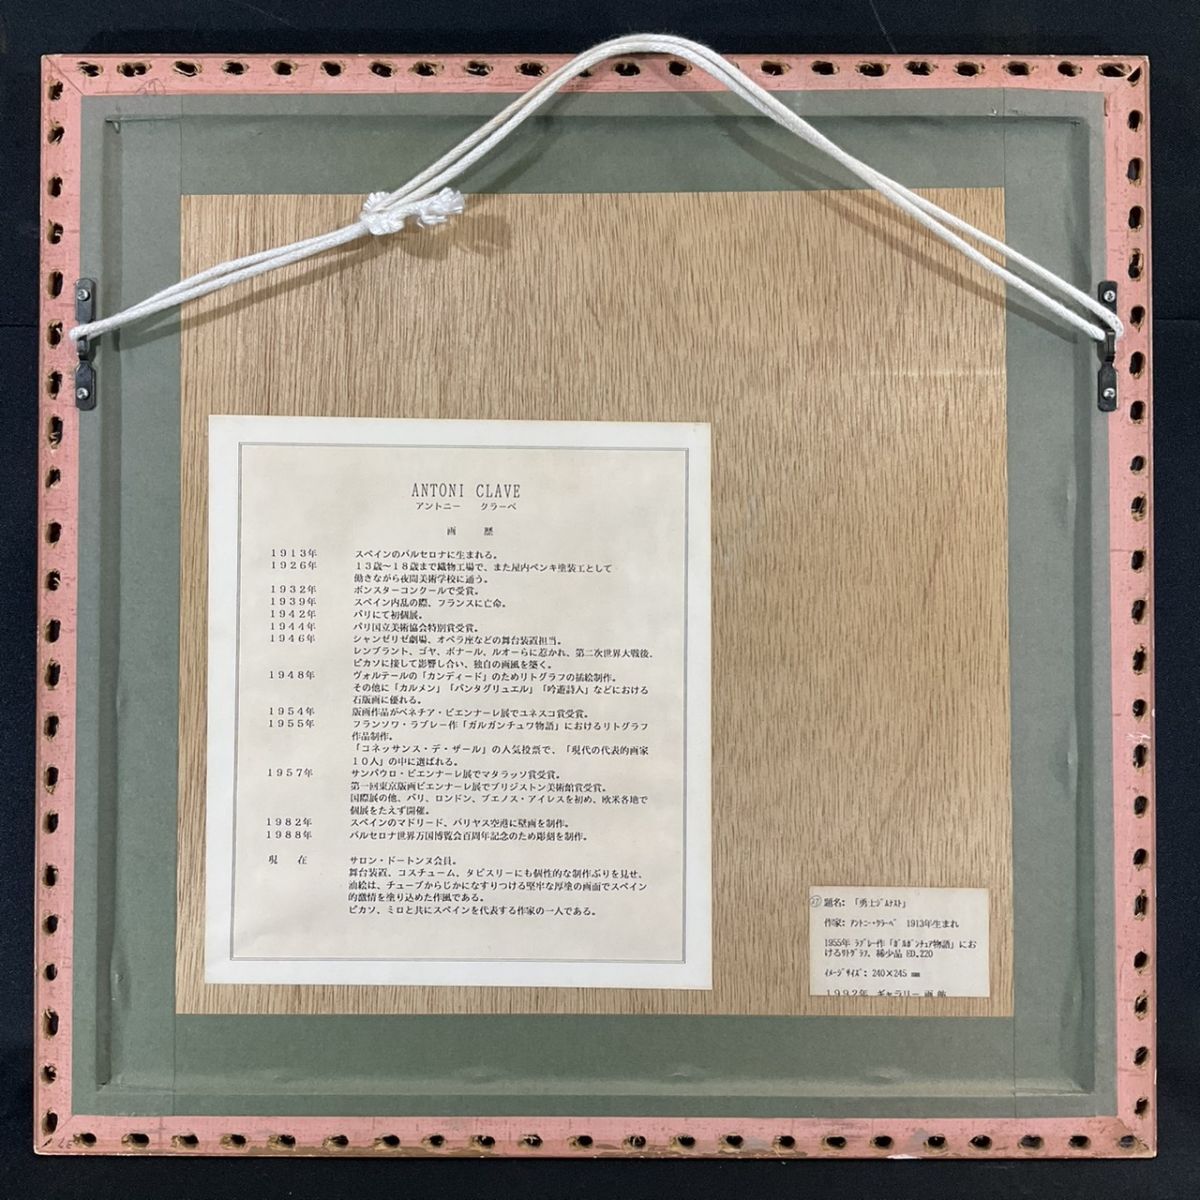 ANTONI CLAVE
アントニー クラーベ
画 歴
1913年 スペインのバルセロナに生まれる。
1926年 13歳～18歳まで織物工場で、また屋内ペンキ塗装工として
働きながら夜間美術学校に通う。
1932年 ポンスターコンクールで受賞。
1939年 スペイン内乱の際、フランスに亡命。
1942年 パリにて初個展。
1944年 パリ国立美術協会特別賞受賞。
1946年 シャンゼリゼ劇場、オペラ座などの舞台装置担当。
レンブラント、ゴヤ、ボナール、ルオーらに惹かれ、第二次世界大戦後、
ピカソに接して影響し合い、独自の画風を築く。
1948年 ヴォルテールの「カンディード」のためリトグラフの挿絵制作。
その他に「カルメン」「パンタグリュエル」「吟遊詩人」などにおける
石版画に優れる。
1954年 版画作品がベネチア・ビエンナーレ展でユネスコ賞受賞。
1955年 フランソワ・ラブレー作「ガルガンチュワ物語」におけるリトグラフ
作品制作。
「コネッサンス・デ・ザール」の人気投票で、「現代の代表的画家
10人」の中に選ばれる。
1957年 サンパウロ・ビエンナーレ展でマタラッソ賞受賞。
第一回東京版画ビエンナーレ展でブリジストン美術館賞受賞。
国際展の他、パリ、ロンドン、ブエノス・アイレスを初め、欧米各地で
個展をたえず開催。
1982年 スペインのマドリード、バリヤス空港に壁画を制作。
1988年 バルセロナ世界万国博覧会百周年記念のため彫刻を制作。
現 在 サロン・ドートンヌ会員。
舞台装置、コスチューム、タピスリーにも個性的な制作ぶりを見せ、
油絵は、チューブからじかになすりつける堅牢な厚塗の画面でスペイン
的激情を塗り込めた作風である。
ピカソ、ミロと共にスペインを代表する作家の一人である。
題名:「勇士ジムナスト」
作家:アントニー・クラーベ 1913年生まれ
1955年 ラブレー作「ガルガンチュア物語」にお
けるリトグラフ、稀少品 ED.220
イメージサイズ:240×245 mm
1992年 ギャラリー 画 館